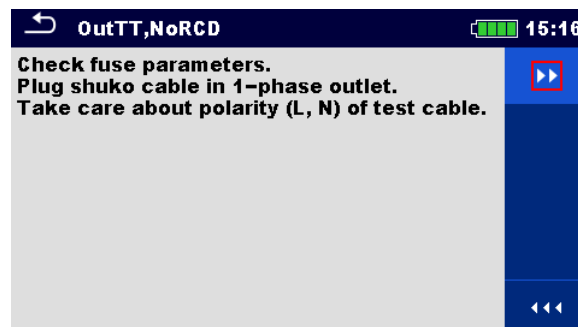 OutTT,NoRCD
15:16
Check fuse parameters.
Plug shuko cable in 1-phase outlet.
Take care about polarity (L, N) of test cable.